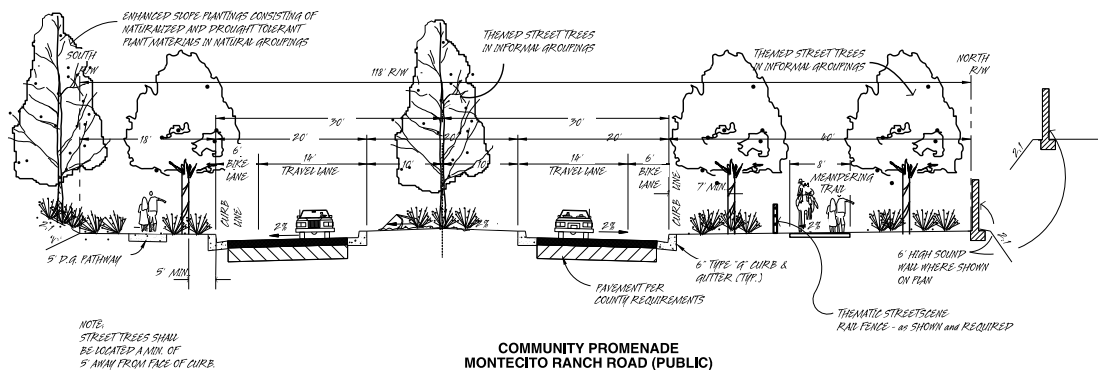 ENHANCED SLOPE PLANTINGS CONSISTING OF
NATURALIZED AND DROUGHT TOLERANT
PLANT MATERIALS IN NATURAL GROUPINGS
SOUTH
R/W
THEMED STREET TREES
IN INFORMAL GROUPINGS
THEMED STREET TREES
IN INFORMAL GROUPINGS
NORTH
R/W
118' R/W
30'
30'
18'
20'
20'
20'
40'
6'
BIKE
LANE
14'
TRAVEL LANE
10'
10'
14'
TRAVEL LANE
6'
BIKE
LANE
7' MIN.
8'
MEANDERING
TRAIL
CURB
LINE
CURB
LINE
2:1
2%
2%
2%
2:1
2:1
5' D.G. PATHWAY
5' MIN.
6" TYPE "G" CURB &
GUTTER (TYP.)
6' HIGH SOUND
WALL WHERE SHOWN
ON PLAN
PAVEMENT PER
COUNTY REQUIREMENTS
THEMATIC STREETSCENE
RAIL FENCE - as SHOWN and REQUIRED
NOTE:
STREET TREES SHALL
BE LOCATED A MIN. OF
5' AWAY FROM FACE OF CURB.
COMMUNITY PROMENADE
MONTECITO RANCH ROAD (PUBLIC)